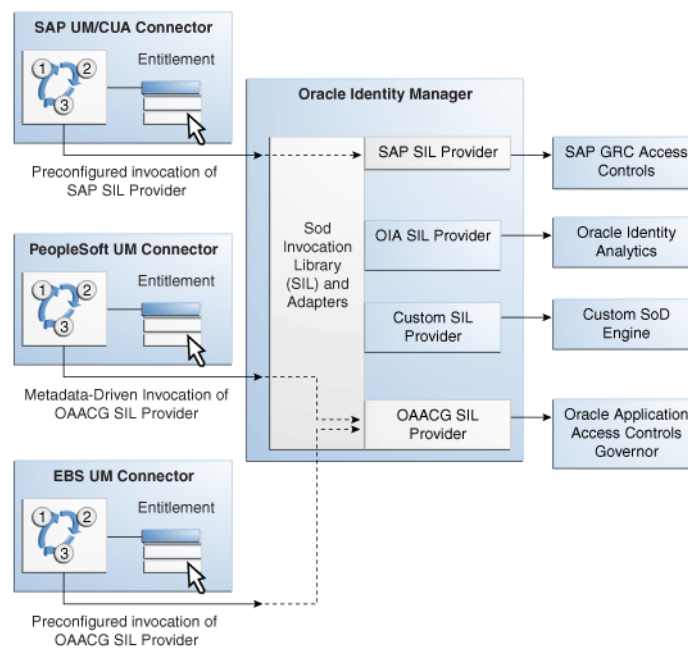 SAP UM/CUA Connector
1
2
3
Entitlement
Preconfigured invocation of
SAP SIL Provider
PeopleSoft UM Connector
1
2
3
Entitlement
Metadata-Driven Invocation of
OAACG SIL Provider
EBS UM Connector
1
2
3
Entitlement
Preconfigured invocation of
OAACG SIL Provider
Oracle Identity Manager
Sod
Invocation
Library
(SIL) and
Adapters
SAP SIL Provider
OIA SIL Provider
Custom SIL
Provider
OAACG SIL
Provider
SAP GRC Access
Controls
Oracle Identity
Analytics
Custom SoD
Engine
Oracle Application
Access Controls
Governor